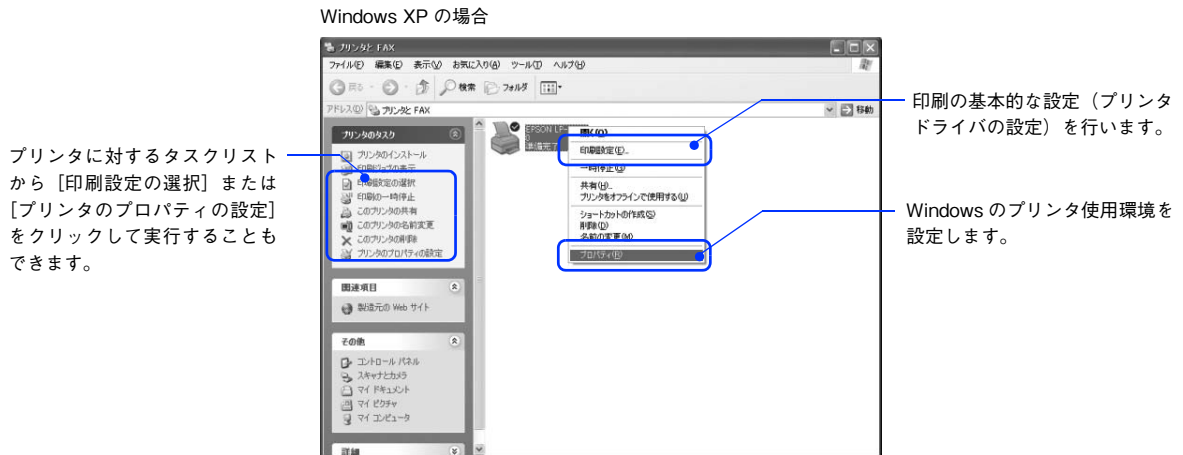 Windows XP の場合
プリンタと FAX
ファイル(F) 編集(E) 表示(V) お気に入り(A) ツール(T) ヘルプ(H)
戻る 検索 フォルダ
アドレス(D) プリンタと FAX 移動
プリンタのタスク
プリンタのインストール
印刷ジョブの表示
印刷設定の選択
印刷の一時停止
このプリンタの共有
このプリンタの名前変更
このプリンタの削除
プリンタのプロパティの設定
関連項目
製造元の Web サイト
その他
コントロール パネル
スキャナとカメラ
マイ ドキュメント
マイ ピクチャ
マイ コンピュータ
詳細
EPSON LP-
0
準備完了
開く(O)
印刷設定(E)...
一時停止(G)
共有(H)...
プリンタをオフラインで使用する(U)
ショートカットの作成(S)
削除(D)
名前の変更(M)
プロパティ(R)
プリンタに対するタスクリスト
から［印刷設定の選択］または
［プリンタのプロパティの設定］
をクリックして実行することも
できます。
印刷の基本的な設定（プリンタ
ドライバの設定）を行います。
Windows のプリンタ使用環境を
設定します。